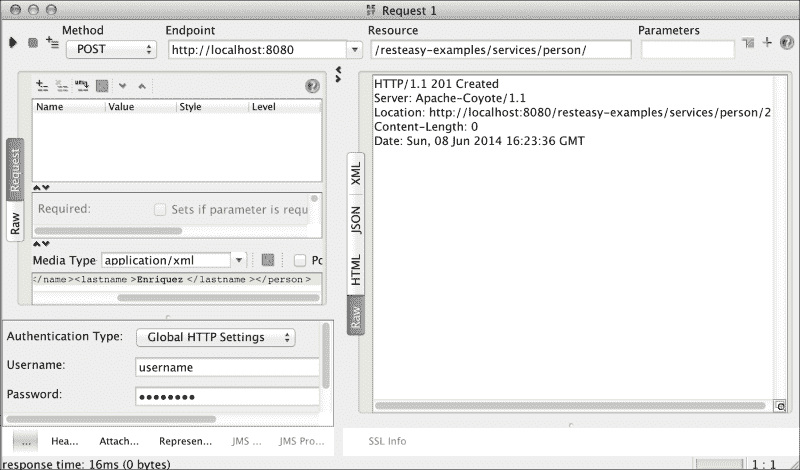 Request 1
Method
Endpoint
Resource
Parameters
POST
http://localhost:8080
/resteasy-examples/services/person/
Name
Value
Style
Level
Request
Raw
Required:
Sets if parameter is requ
Media Type
application/xml
Po
</name><lastname>Enriquez</lastname></person>
Authentication Type:
Global HTTP Settings
Username:
username
Password:
...
Hea...
Attach...
Represen...
JMS ...
JMS Pro...
response time: 16ms (0 bytes)
XML
JSON
HTML
Raw
HTTP/1.1 201 Created
Server: Apache-Coyote/1.1
Location: http://localhost:8080/resteasy-examples/services/person/2
Content-Length: 0
Date: Sun, 08 Jun 2014 16:23:36 GMT
SSL Info
1 : 1